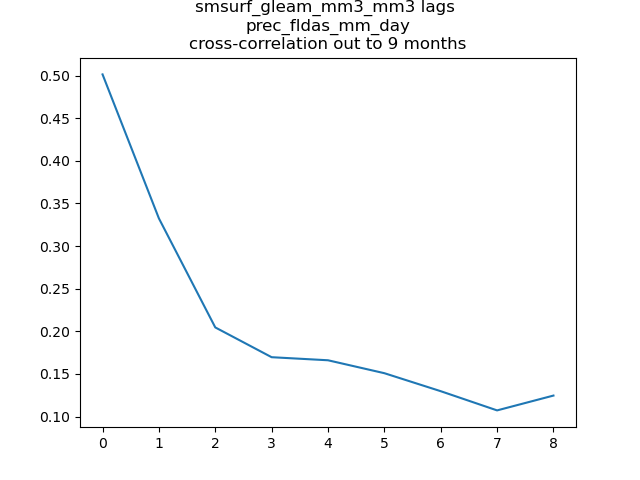 smsurf_gleam_mm3_mm3 lags
prec_fldas_mm_day
cross-correlation out to 9 months
0.50
0.45
0.40
0.35
0.30
0.25
0.20
0.15
0.10
0 1 2 3 4 5 6 7 8